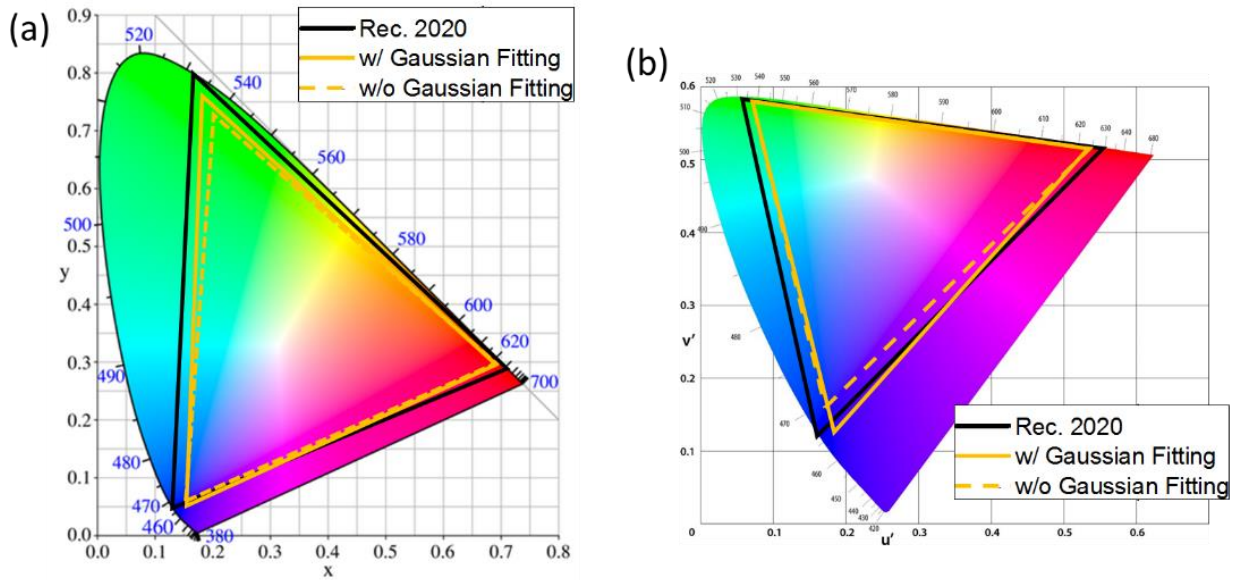 (a)
0.9
0.8
0.7
0.6
0.5
y
0.4
0.3
0.2
0.1
0.0
0.0 0.1 0.2 0.3 0.4 0.5 0.6 0.7 0.8
x
520
540
560
580
600
620
700
500
490
480
470
460
380
Rec. 2020
w/ Gaussian Fitting
w/o Gaussian Fitting
(b)
0.6
0.5
0.4
0.3
v'
0.2
0.1
0 0.1 0.2 0.3 0.4 0.5 0.6
u'
520 530 540 550 560 570 580 590 600 610 620 630 640 680
510
500
490
480
470
460
450
440
430
420
Rec. 2020
w/ Gaussian Fitting
w/o Gaussian Fitting